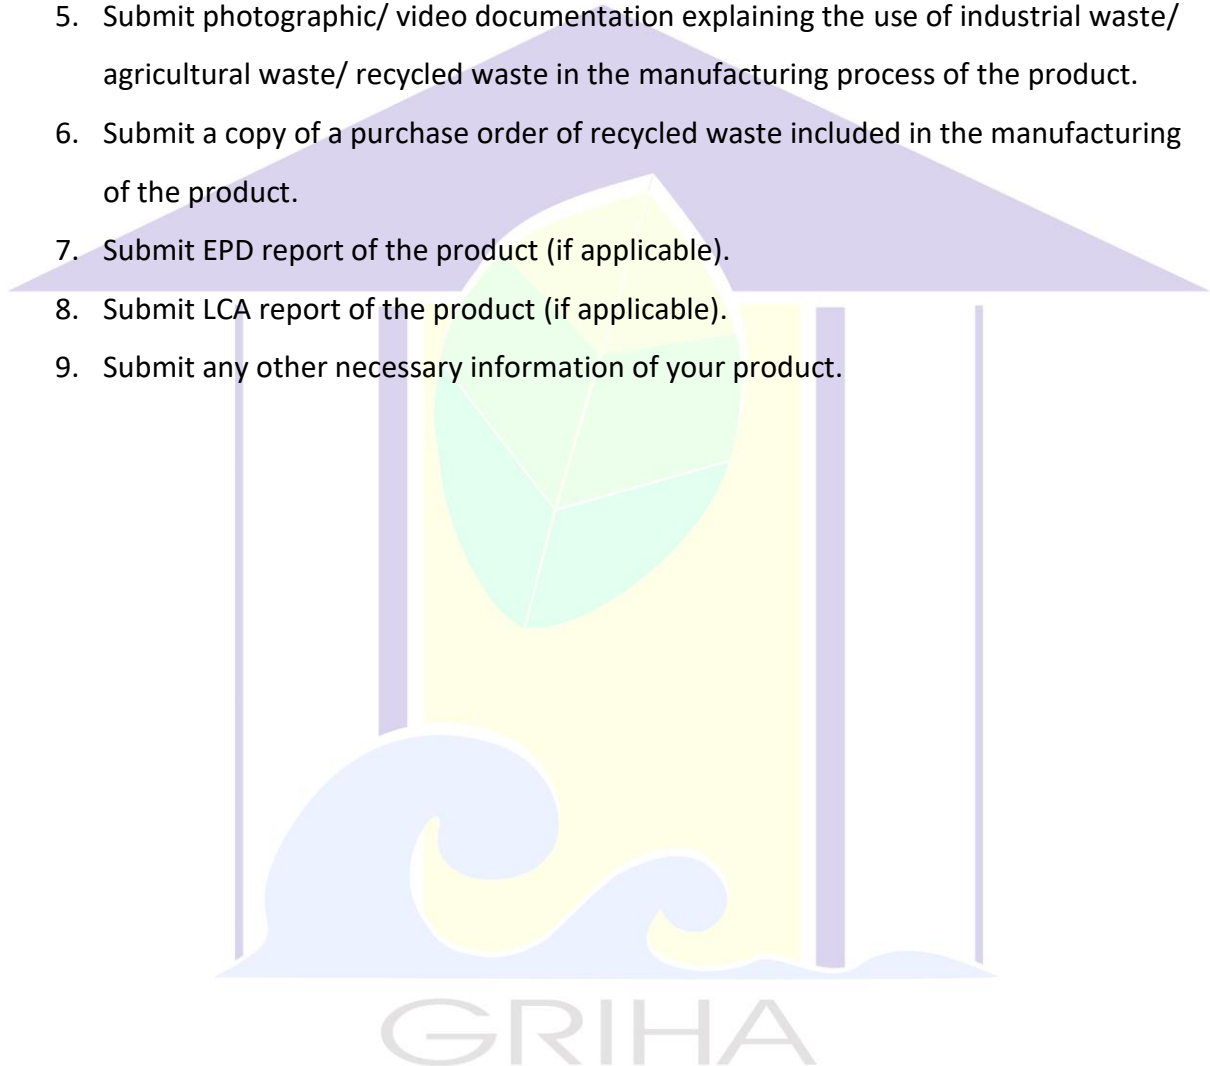 5. Submit photographic/ video documentation explaining the use of industrial waste/
agricultural waste/ recycled waste in the manufacturing process of the product.
6. Submit a copy of a purchase order of recycled waste included in the manufacturing
of the product.
7. Submit EPD report of the product (if applicable).
8. Submit LCA report of the product (if applicable).
9. Submit any other necessary information of your product.
GRIHA